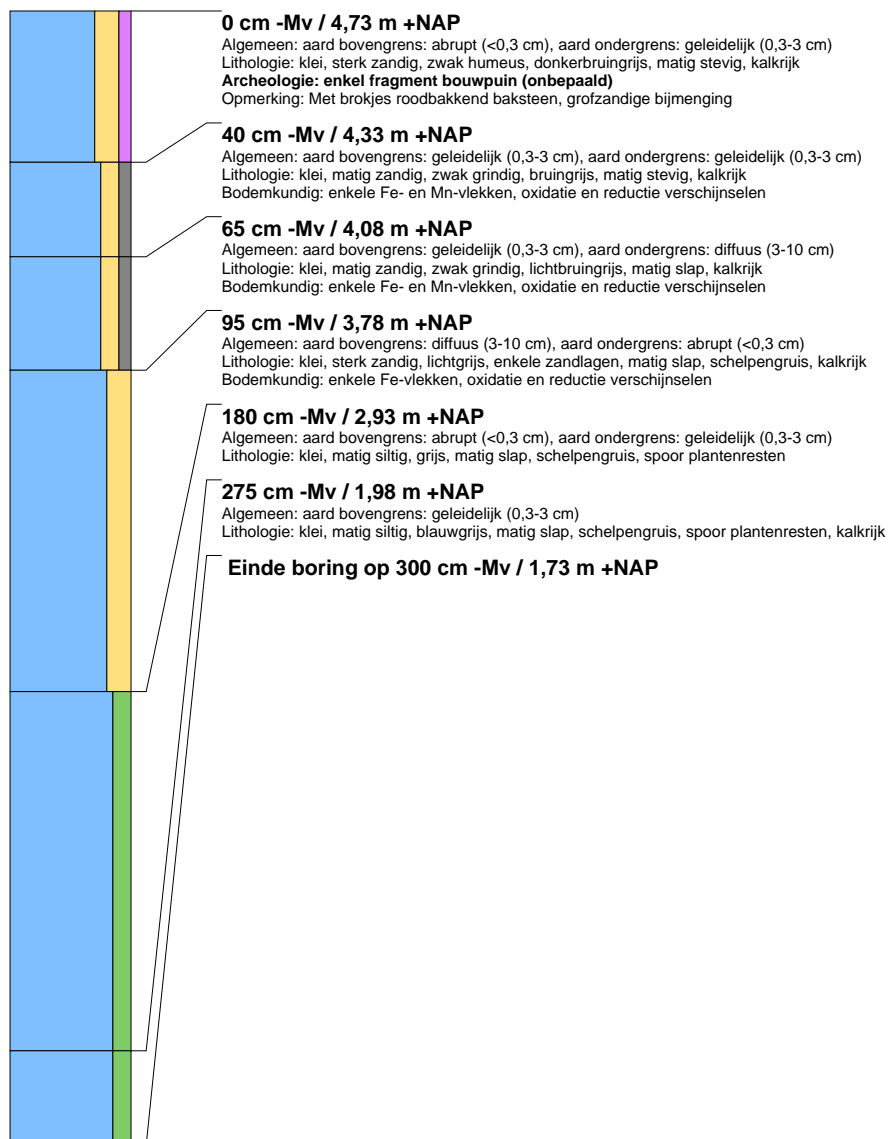 0 cm -Mv / 4,73 m +NAP
Algemeen: aard bovengrens: abrupt (<0,3 cm), aard ondergrens: geleidelijk (0,3-3 cm)
Lithologie: klei, sterk zandig, zwak humeus, donkerbruingrijs, matig stevig, kalkrijk
Archeologie: enkel fragment bouwpuin (onbepaald)
Opmerking: Met brokjes roodbakkend baksteen, grofzandige bijmenging
40 cm -Mv / 4,33 m +NAP
Algemeen: aard bovengrens: geleidelijk (0,3-3 cm), aard ondergrens: geleidelijk (0,3-3 cm)
Lithologie: klei, matig zandig, zwak grindig, bruingrijs, matig stevig, kalkrijk
Bodemkundig: enkele Fe- en Mn-vlekken, oxidatie en reductie verschijnselen
65 cm -Mv / 4,08 m +NAP
Algemeen: aard bovengrens: geleidelijk (0,3-3 cm), aard ondergrens: diffuus (3-10 cm)
Lithologie: klei, matig zandig, zwak grindig, lichtbruingrijs, matig slap, kalkrijk
Bodemkundig: enkele Fe- en Mn-vlekken, oxidatie en reductie verschijnselen
95 cm -Mv / 3,78 m +NAP
Algemeen: aard bovengrens: diffuus (3-10 cm), aard ondergrens: abrupt (<0,3 cm)
Lithologie: klei, sterk zandig, lichtgrijs, enkele zandlagen, matig slap, schelpengruis, kalkrijk
Bodemkundig: enkele Fe-vlekken, oxidatie en reductie verschijnselen
180 cm -Mv / 2,93 m +NAP
Algemeen: aard bovengrens: abrupt (<0,3 cm), aard ondergrens: geleidelijk (0,3-3 cm)
Lithologie: klei, matig siltig, grijs, matig slap, schelpengruis, spoor plantenresten
275 cm -Mv / 1,98 m +NAP
Algemeen: aard bovengrens: geleidelijk (0,3-3 cm)
Lithologie: klei, matig siltig, blauwgrijs, matig slap, schelpengruis, spoor plantenresten, kalkrijk
Einde boring op 300 cm -Mv / 1,73 m +NAP